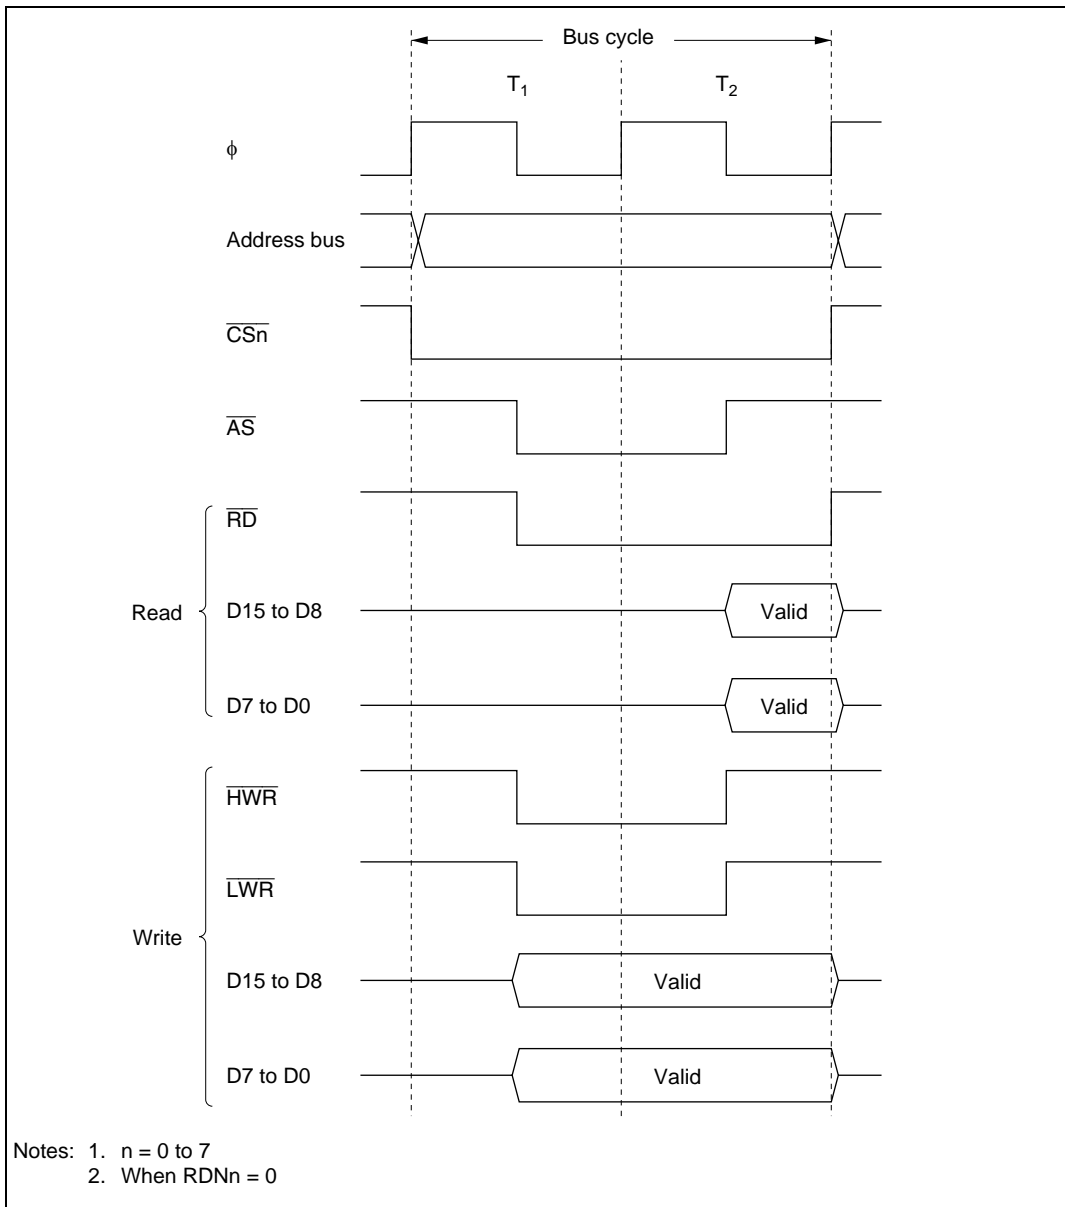 Bus cycle
T1 T2
ϕ
Address bus
CSn
AS
RD
Read
D15 to D8 Valid
D7 to D0 Valid
HWR
LWR
Write
D15 to D8 Valid
D7 to D0 Valid
Notes: 1. n = 0 to 7
2. When RDNn = 0